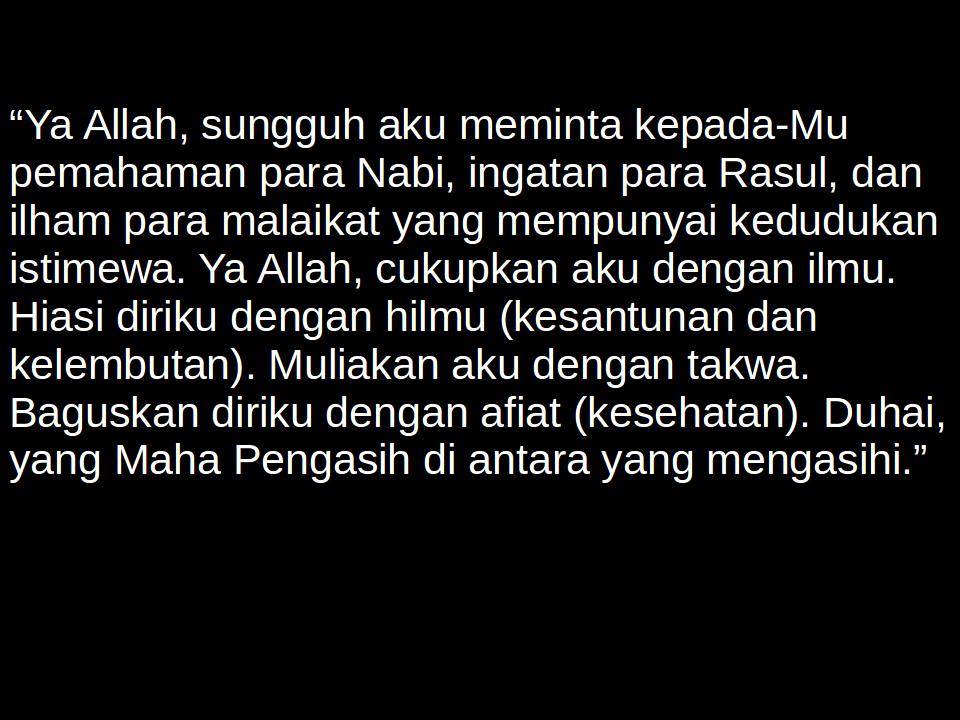 “Ya Allah, sungguh aku meminta kepada-Mu
pemahaman para Nabi, ingatan para Rasul, dan
ilham para malaikat yang mempunyai kedudukan
istimewa. Ya Allah, cukupkan aku dengan ilmu.
Hiasi diriku dengan hilmu (kesantunan dan
kelembutan). Muliakan aku dengan takwa.
Baguskan diriku dengan afiat (kesehatan). Duhai,
yang Maha Pengasih di antara yang mengasihi.”